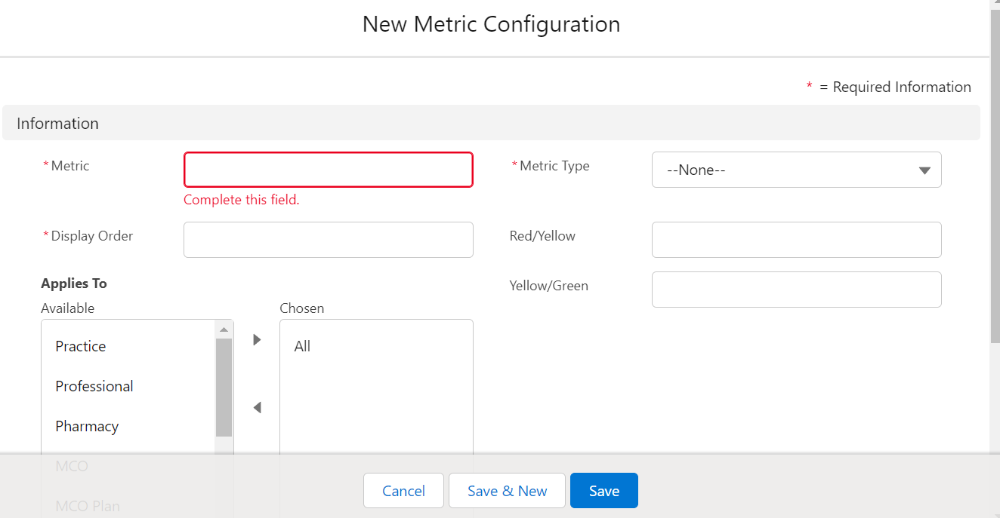 New Metric Configuration
* = Required Information
Information
*Metric
*Metric Type
--None--
Complete this field.
*Display Order
Red/Yellow
Applies To
Yellow/Green
Available
Chosen
Practice
All
Professional
Pharmacy
MCO
MCO Plan
Cancel
Save & New
Save